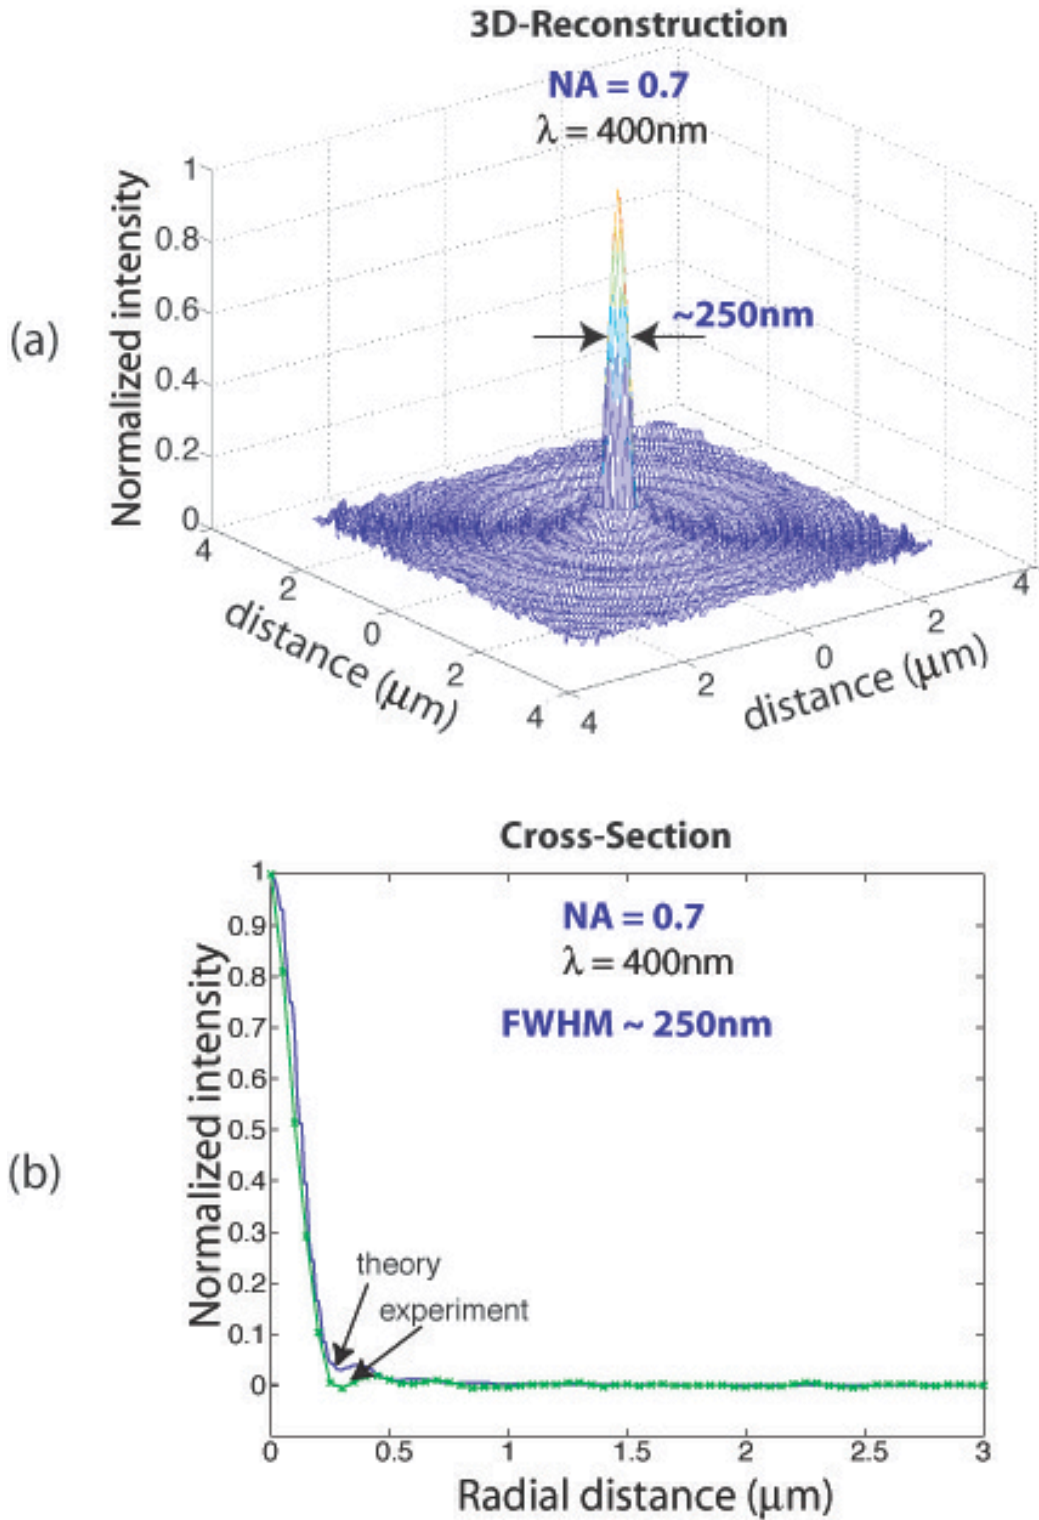 3D-Reconstruction
NA = 0.7
λ = 400nm
~250nm
(a)
Normalized intensity
1
0.8
0.6
0.4
0.2
0
4
2
0
2
4
distance (μm)
4
2
0
2
4
distance (μm)
Cross-Section
NA = 0.7
λ = 400nm
FWHM ~ 250nm
(b)
Normalized intensity
1
0.9
0.8
0.7
0.6
0.5
0.4
0.3
0.2
0.1
0
theory
experiment
0
0.5
1
1.5
2
2.5
3
Radial distance (μm)